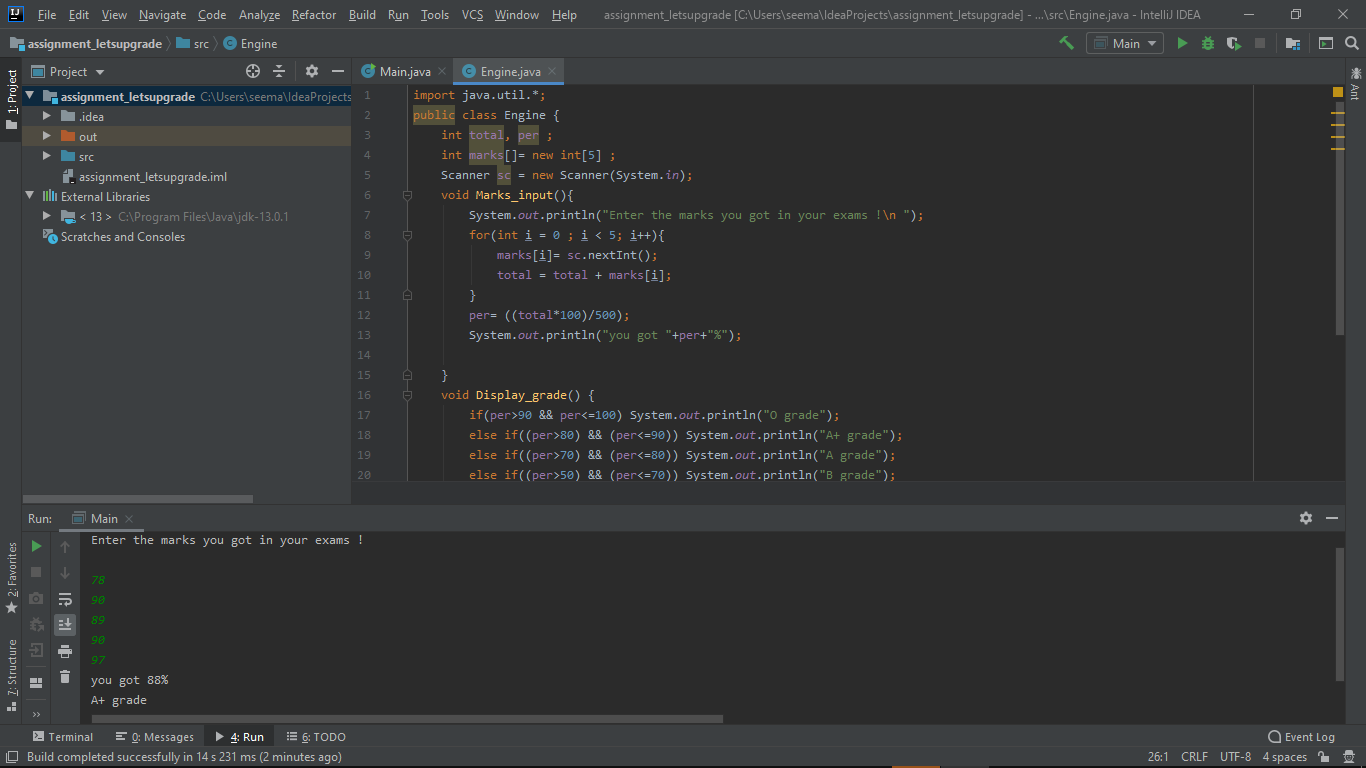 File Edit View Navigate Code Analyze Refactor Build Run Tools VCS Window Help assignment_letsupgrade [C:\Users\seema\IdeaProjects\assignment_letsupgrade] - ...\src\Engine.java - IntelliJ IDEA
assignment_letsupgrade src Engine Main
Project Main.java Engine.java
1: Project
Ant
assignment_letsupgrade C:\Users\seema\IdeaProjects
.idea
out
src
assignment_letsupgrade.iml
External Libraries
< 13 > C:\Program Files\Java\jdk-13.0.1
Scratches and Consoles
1 import java.util.*;
2 public class Engine {
3 int total, per ;
4 int marks[]= new int[5] ;
5 Scanner sc = new Scanner(System.in);
6 void Marks_input(){
7 System.out.println("Enter the marks you got in your exams !\n ");
8 for(int i = 0 ; i < 5; i++){
9 marks[i]= sc.nextInt();
10 total = total + marks[i];
11 }
12 per= ((total*100)/500);
13 System.out.println("you got "+per+"%");
14
15 }
16 void Display_grade() {
17 if(per>90 && per<=100) System.out.println("O grade");
18 else if((per>80) && (per<=90)) System.out.println("A+ grade");
19 else if((per>70) && (per<=80)) System.out.println("A grade");
20 else if((per>50) && (per<=70)) System.out.println("B grade");
Run: Main
2: Favorites
7: Structure
Enter the marks you got in your exams !
78
90
89
90
97
you got 88%
A+ grade
Terminal 0: Messages 4: Run 6: TODO Event Log
Build completed successfully in 14 s 231 ms (2 minutes ago) 26:1 CRLF UTF-8 4 spaces